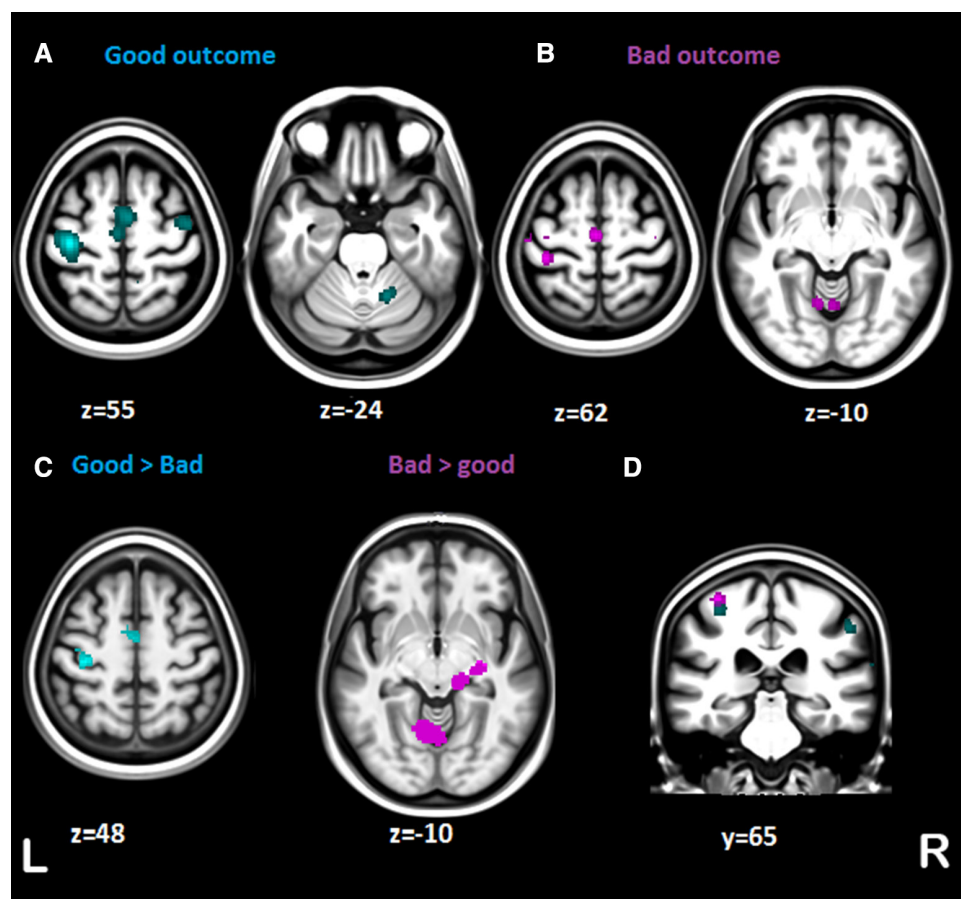 A Good outcome
B Bad outcome
z=55
z=-24
z=62
z=-10
C Good > Bad
Bad > good
D
z=48
z=-10
y=65
L
R